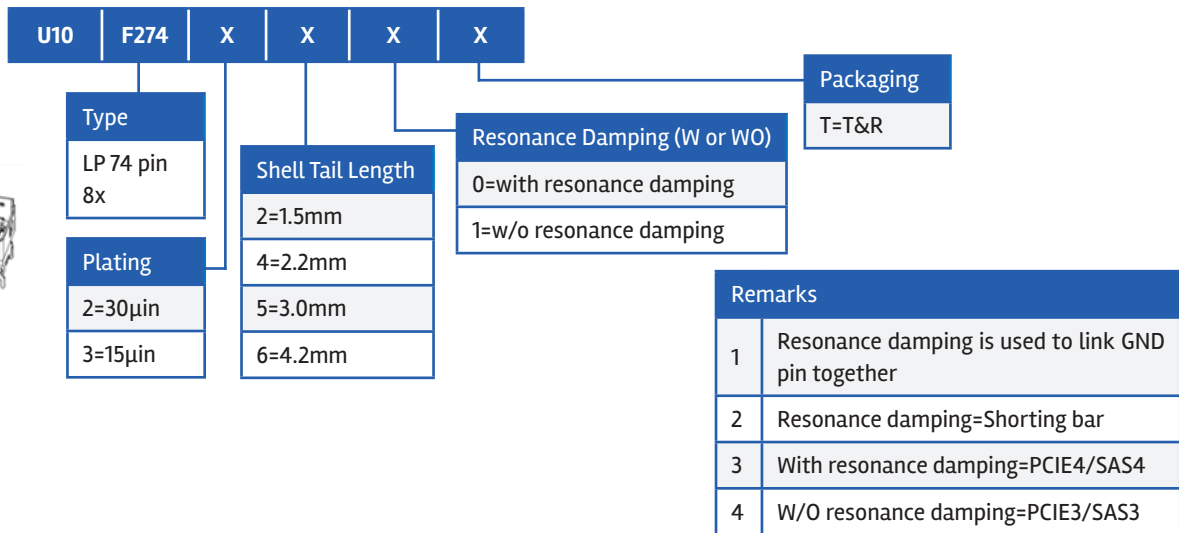 U10 F274 X X X X
Type
LP 74 pin
8x
Plating
2=30μin
3=15μin
Shell Tail Length
2=1.5mm
4=2.2mm
5=3.0mm
6=4.2mm
Resonance Damping (W or WO)
0=with resonance damping
1=w/o resonance damping
Packaging
T=T&R
Remarks
1 Resonance damping is used to link GND
pin together
2 Resonance damping=Shorting bar
3 With resonance damping=PCIE4/SAS4
4 W/O resonance damping=PCIE3/SAS3